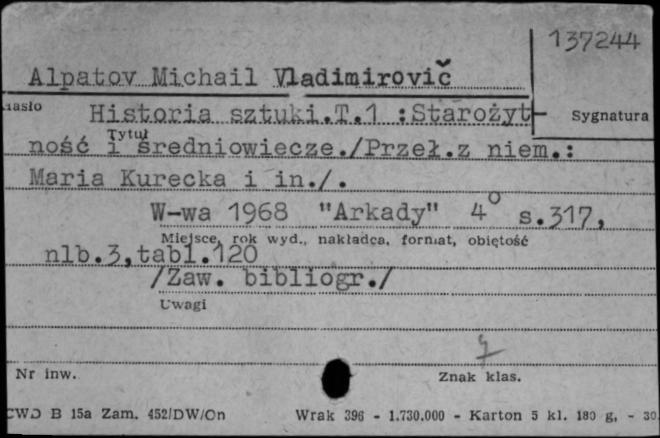 137244
Alpatov Michail Vladimirovič
Hasło Historia sztuki.T.1 :Starożyt- Sygnatura
Tytuł
ność i średniowiecze./Przeł.z niem.:
Maria Kurecka i in./.
W-wa 1968 "Arkady" 4° s.317,
Miejsce, rok wyd., nakładca, format, objętość
nlb.3,tabl.120
/Zaw. bibliogr./
Uwagi
Nr inw. Znak klas.
CWD B 15a Zam. 452/DW/On Wrak 396 - 1.730.000 - Karton 5 kl. 180 g, - 30.